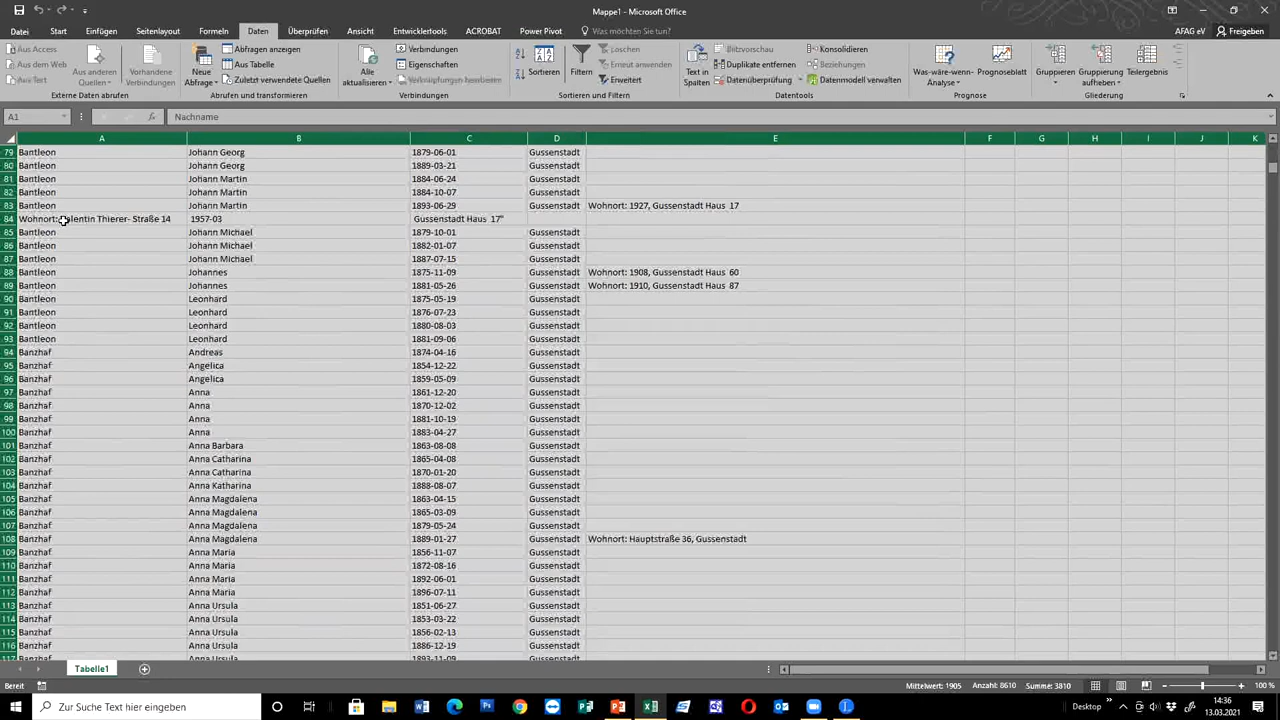 Mappe1 - Microsoft Office
Datei Start Einfügen Seitenlayout Formeln Daten Überprüfen Ansicht Entwicklertools ACROBAT Power Pivot Was möchten Sie tun? AFAG eV Freigeben
Aus Access
Aus dem Web
Aus Text
Aus anderen Quellen
Vorhandene Verbindungen
Externe Daten abrufen
Neue Abfrage
Abfragen anzeigen
Aus Tabelle
Zuletzt verwendete Quellen
Abrufen und transformieren
Alle aktualisieren
Verbindungen
Eigenschaften
Verknüpfungen bearbeiten
Verbindungen
Sortieren
Filtern
Löschen
Erneut anwenden
Erweitert
Sortieren und Filtern
Text in Spalten
Blitzvorschau
Duplikate entfernen
Datenüberprüfung
Konsolidieren
Beziehungen
Datenmodell verwalten
Datentools
Was-wäre-wenn-Analyse
Prognoseblatt
Prognose
Gruppieren
Gruppierung aufheben
Teilergebnis
Gliederung
A1 fx Nachname
A B C D E F G H I J K
79 Bantleon Johann Georg 1879-06-01 Gussenstadt
80 Bantleon Johann Georg 1889-03-21 Gussenstadt
81 Bantleon Johann Martin 1884-06-24 Gussenstadt
82 Bantleon Johann Martin 1884-10-07 Gussenstadt
83 Bantleon Johann Martin 1893-06-29 Gussenstadt Wohnort: 1927, Gussenstadt Haus 17
84 Wohnort: Thierer- Straße 14 1957-03 Gussenstadt Haus 17"
85 Bantleon Johann Michael 1879-10-01 Gussenstadt
86 Bantleon Johann Michael 1882-01-07 Gussenstadt
87 Bantleon Johann Michael 1887-07-15 Gussenstadt
88 Bantleon Johannes 1875-11-09 Gussenstadt Wohnort: 1908, Gussenstadt Haus 60
89 Bantleon Johannes 1881-05-26 Gussenstadt Wohnort: 1910, Gussenstadt Haus 87
90 Bantleon Leonhard 1875-05-19 Gussenstadt
91 Bantleon Leonhard 1876-07-23 Gussenstadt
92 Bantleon Leonhard 1880-08-03 Gussenstadt
93 Bantleon Leonhard 1881-09-06 Gussenstadt
94 Banzhaf Andreas 1874-04-16 Gussenstadt
95 Banzhaf Angelica 1854-12-22 Gussenstadt
96 Banzhaf Angelica 1859-05-09 Gussenstadt
97 Banzhaf Anna 1861-12-20 Gussenstadt
98 Banzhaf Anna 1870-12-02 Gussenstadt
99 Banzhaf Anna 1881-10-19 Gussenstadt
100 Banzhaf Anna 1883-04-27 Gussenstadt
101 Banzhaf Anna Barbara 1863-08-08 Gussenstadt
102 Banzhaf Anna Catharina 1865-04-08 Gussenstadt
103 Banzhaf Anna Catharina 1870-01-20 Gussenstadt
104 Banzhaf Anna Katharina 1888-08-07 Gussenstadt
105 Banzhaf Anna Magdalena 1863-04-15 Gussenstadt
106 Banzhaf Anna Magdalena 1865-03-09 Gussenstadt
107 Banzhaf Anna Magdalena 1879-05-24 Gussenstadt
108 Banzhaf Anna Magdalena 1889-01-27 Gussenstadt Wohnort: Hauptstraße 36, Gussenstadt
109 Banzhaf Anna Maria 1856-11-07 Gussenstadt
110 Banzhaf Anna Maria 1872-08-16 Gussenstadt
111 Banzhaf Anna Maria 1892-06-01 Gussenstadt
112 Banzhaf Anna Maria 1896-07-11 Gussenstadt
113 Banzhaf Anna Ursula 1851-06-27 Gussenstadt
114 Banzhaf Anna Ursula 1853-03-22 Gussenstadt
115 Banzhaf Anna Ursula 1856-02-13 Gussenstadt
116 Banzhaf Anna Ursula 1886-12-19 Gussenstadt
117 Banzhaf Anna Ursula 1893-11-09 Gussenstadt
Tabelle1
Bereit Mittelwert: 1905 Anzahl: 8610 Summe: 3810 100 %
Zur Suche Text hier eingeben Desktop 14:36
13.03.2021